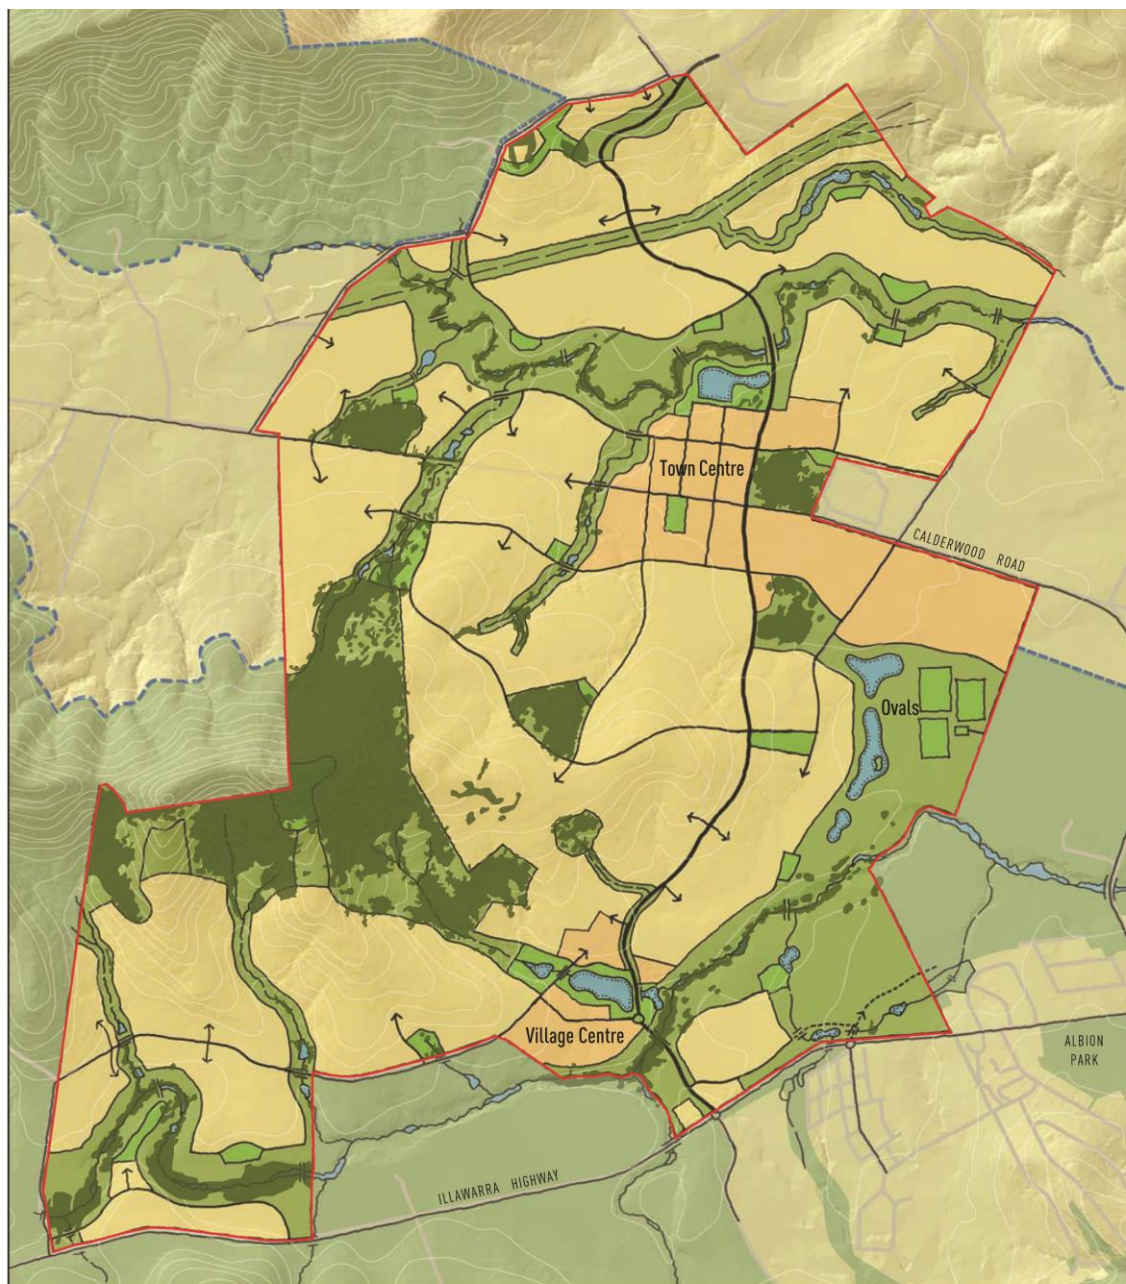 Town Centre
CALDERWOOD ROAD
Ovals
Village Centre
ALBION
PARK
ILLAWARRA HIGHWAY